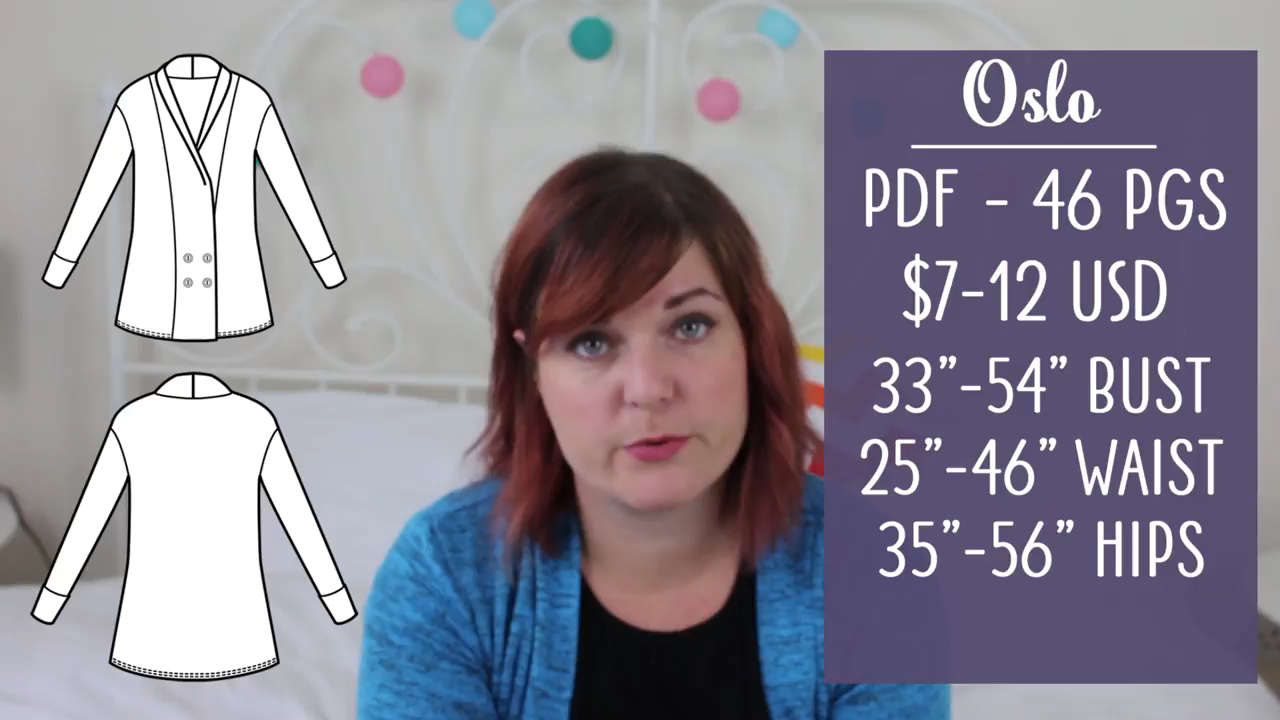 Oslo
PDF - 46 PGS
$7-12 USD
33”-54” BUST
25”-46” WAIST
35”-56” HIPS